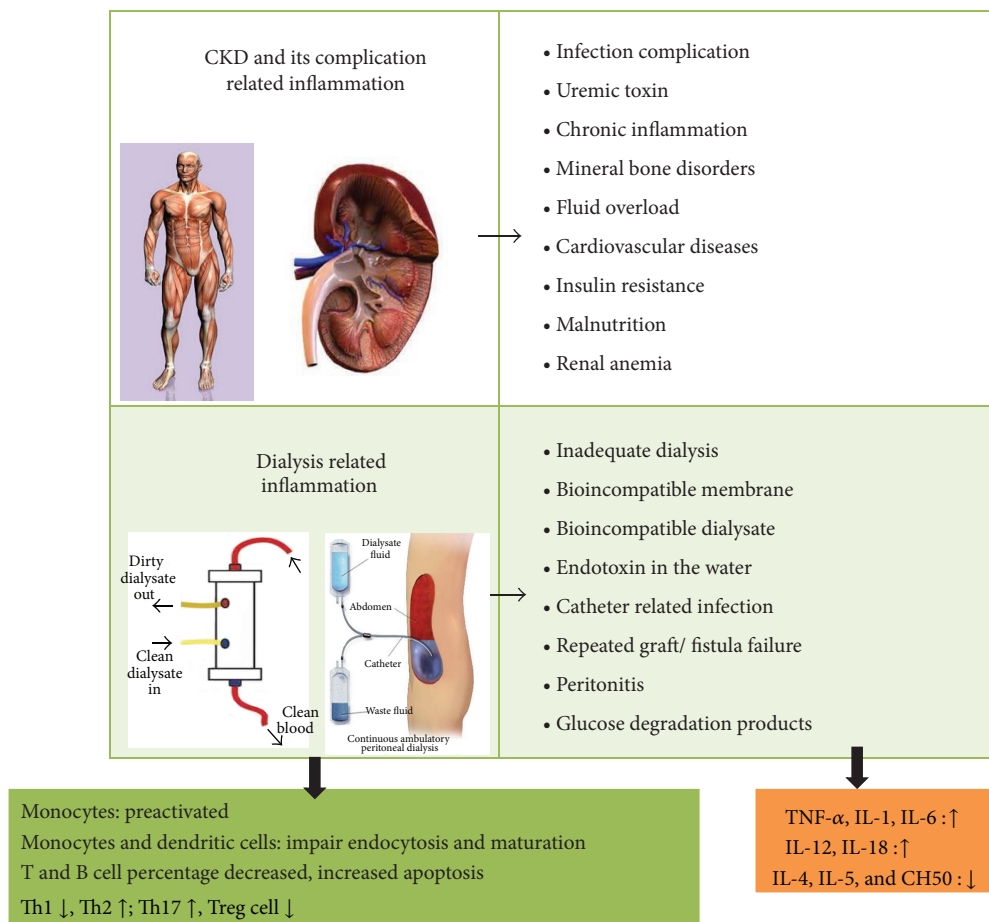 CKD and its complication
related inflammation
• Infection complication
• Uremic toxin
• Chronic inflammation
• Mineral bone disorders
• Fluid overload
• Cardiovascular diseases
• Insulin resistance
• Malnutrition
• Renal anemia
Dialysis related
inflammation
Dirty
dialysate
out
Clean
dialysate
in
Clean
blood
Dialysate
fluid
Abdomen
Catheter
Waste fluid
Continuous ambulatory
peritoneal dialysis
• Inadequate dialysis
• Bioincompatible membrane
• Bioincompatible dialysate
• Endotoxin in the water
• Catheter related infection
• Repeated graft/ fistula failure
• Peritonitis
• Glucose degradation products
Monocytes: preactivated
Monocytes and dendritic cells: impair endocytosis and maturation
T and B cell percentage decreased, increased apoptosis
Th1 ↓, Th2 ↑; Th17 ↑, Treg cell ↓
TNF-α, IL-1, IL-6 :↑
IL-12, IL-18 :↑
IL-4, IL-5, and CH50 : ↓